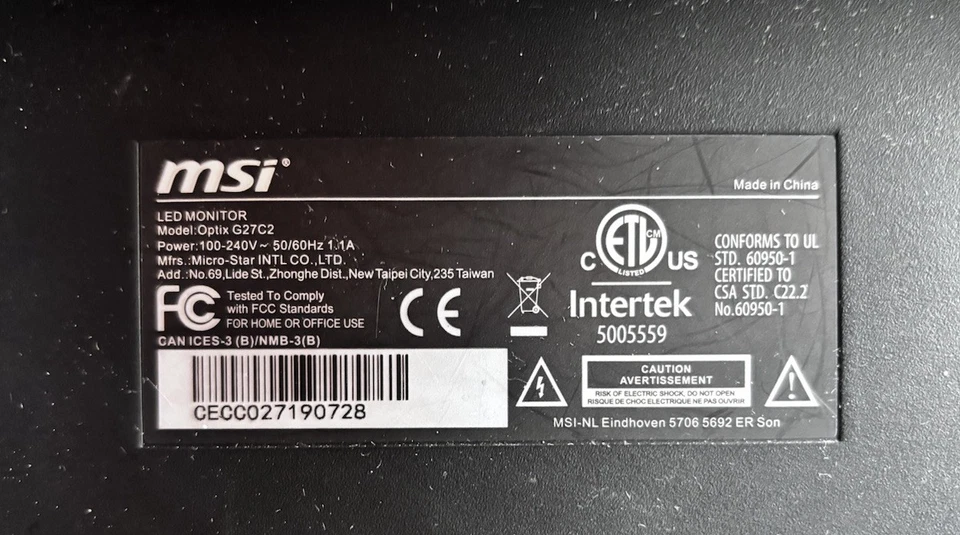 msi®
Made in China
LED MONITOR
Model:Optix G27C2
Power:100-240V~ 50/60Hz 1.1A
Mfrs.:Micro-Star INTL CO.,LTD.
Add.:No.69,Lide St.,Zhonghe Dist.,New Taipei City,235 Taiwan
FC
Tested To Comply
with FCC Standards
FOR HOME OR OFFICE USE
CE
CAN ICES-3 (B)/NMB-3(B)
CECC027190728
ETL CM
LISTED
C US
Intertek
5005559
CONFORMS TO UL
STD. 60950-1
CERTIFIED TO
CSA STD. C22.2
No.60950-1
CAUTION
AVERTISSEMENT
RISK OF ELECTRIC SHOCK, DO NOT OPEN
RISQUE DE CHOC ELECTRIQUE NE PAS OUVRIR
MSI-NL Eindhoven 5706 5692 ER Son